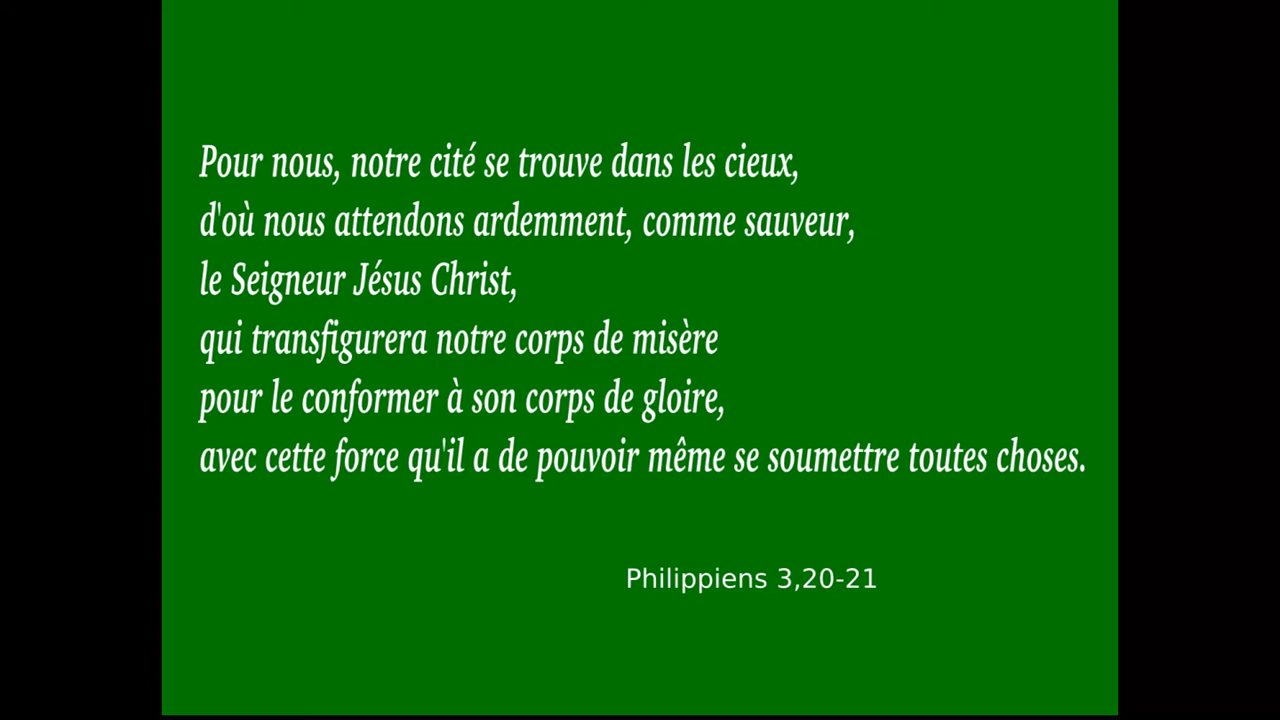 Pour nous, notre cité se trouve dans les cieux,
d'où nous attendons ardemment, comme sauveur,
le Seigneur Jésus Christ,
qui transfigurera notre corps de misère
pour le conformer à son corps de gloire,
avec cette force qu'il a de pouvoir même se soumettre toutes choses.
Philippiens 3,20-21